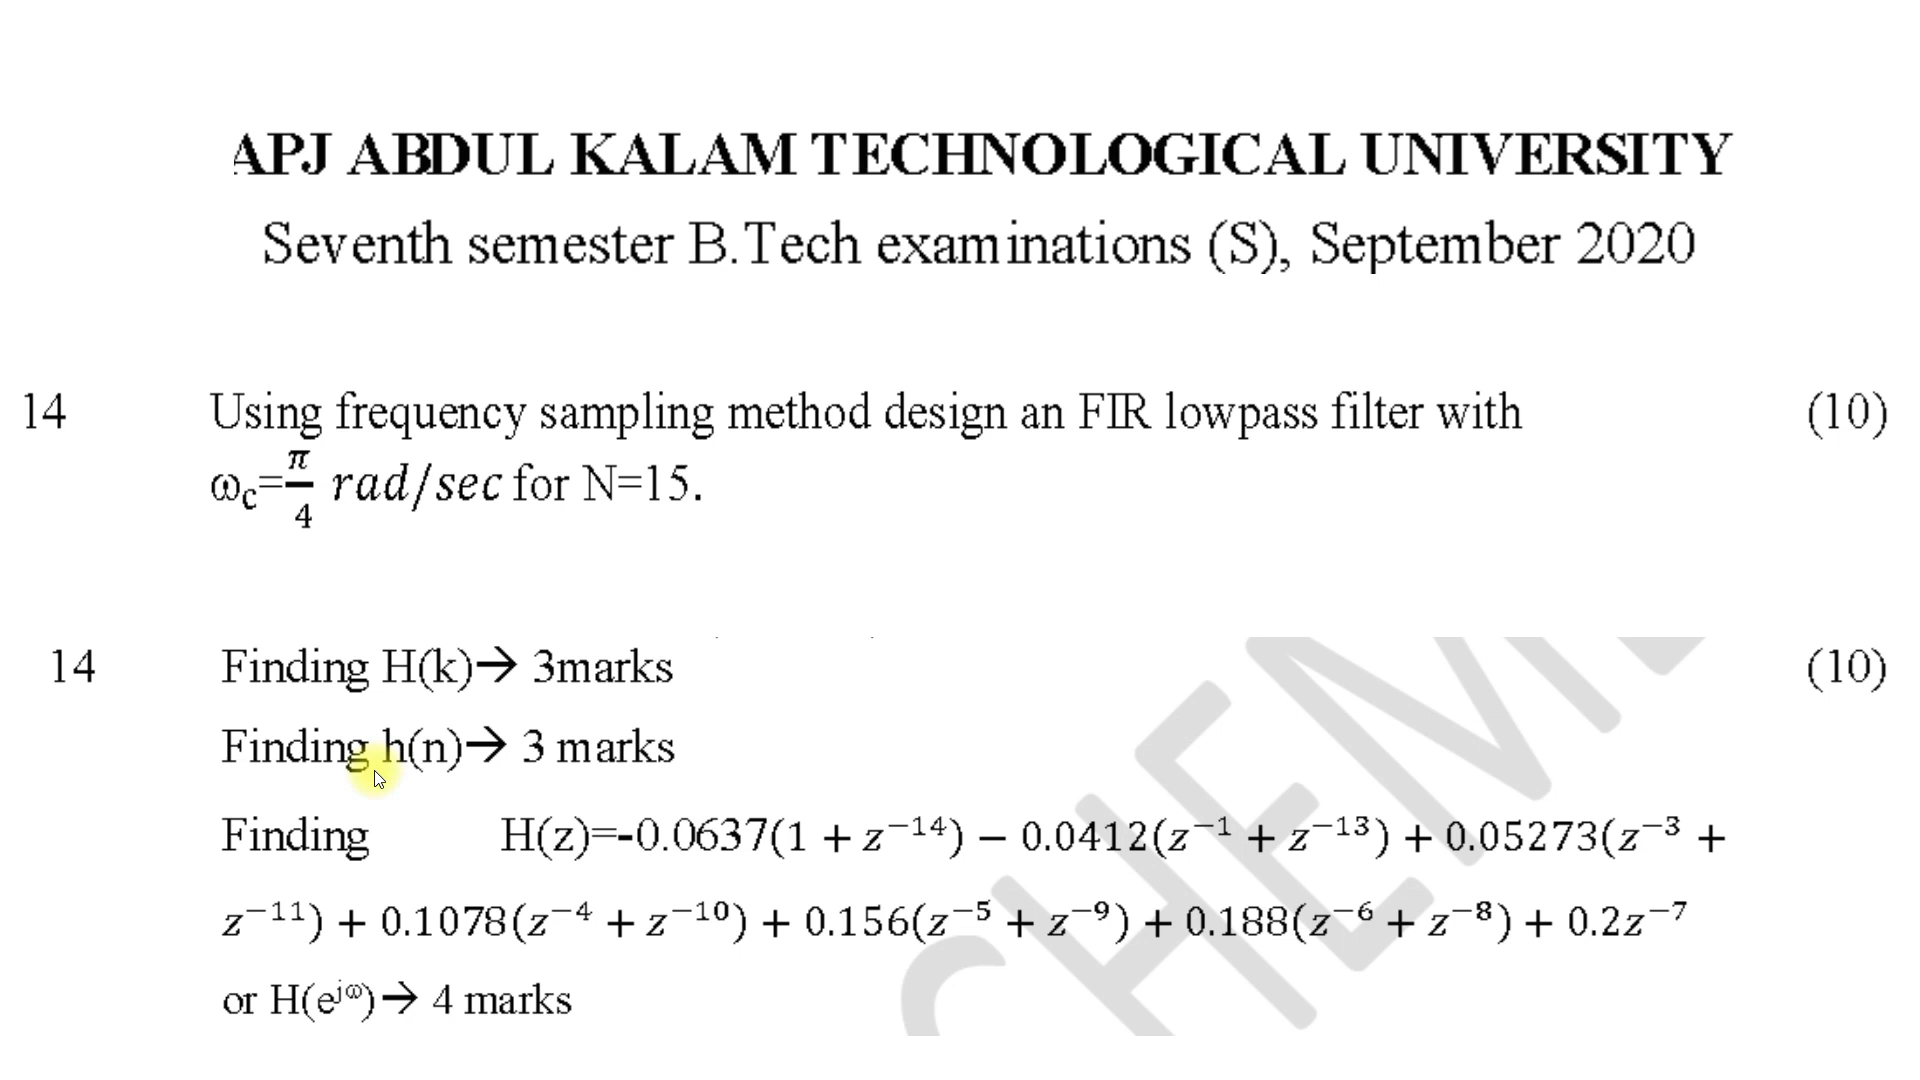 APJ ABDUL KALAM TECHNOLOGICAL UNIVERSITY
Seventh semester B.Tech examinations (S), September 2020
14 Using frequency sampling method design an FIR lowpass filter with (10)
ω_c=π/4 rad/sec for N=15.
14 Finding H(k)→ 3marks (10)
Finding h(n)→ 3 marks
Finding H(z)=-0.0637(1 + z⁻¹⁴) − 0.0412(z⁻¹ + z⁻¹³) + 0.05273(z⁻³ +
z⁻¹¹) + 0.1078(z⁻⁴ + z⁻¹⁰) + 0.156(z⁻⁵ + z⁻⁹) + 0.188(z⁻⁶ + z⁻⁸) + 0.2z⁻⁷
or H(e^jω)→ 4 marks